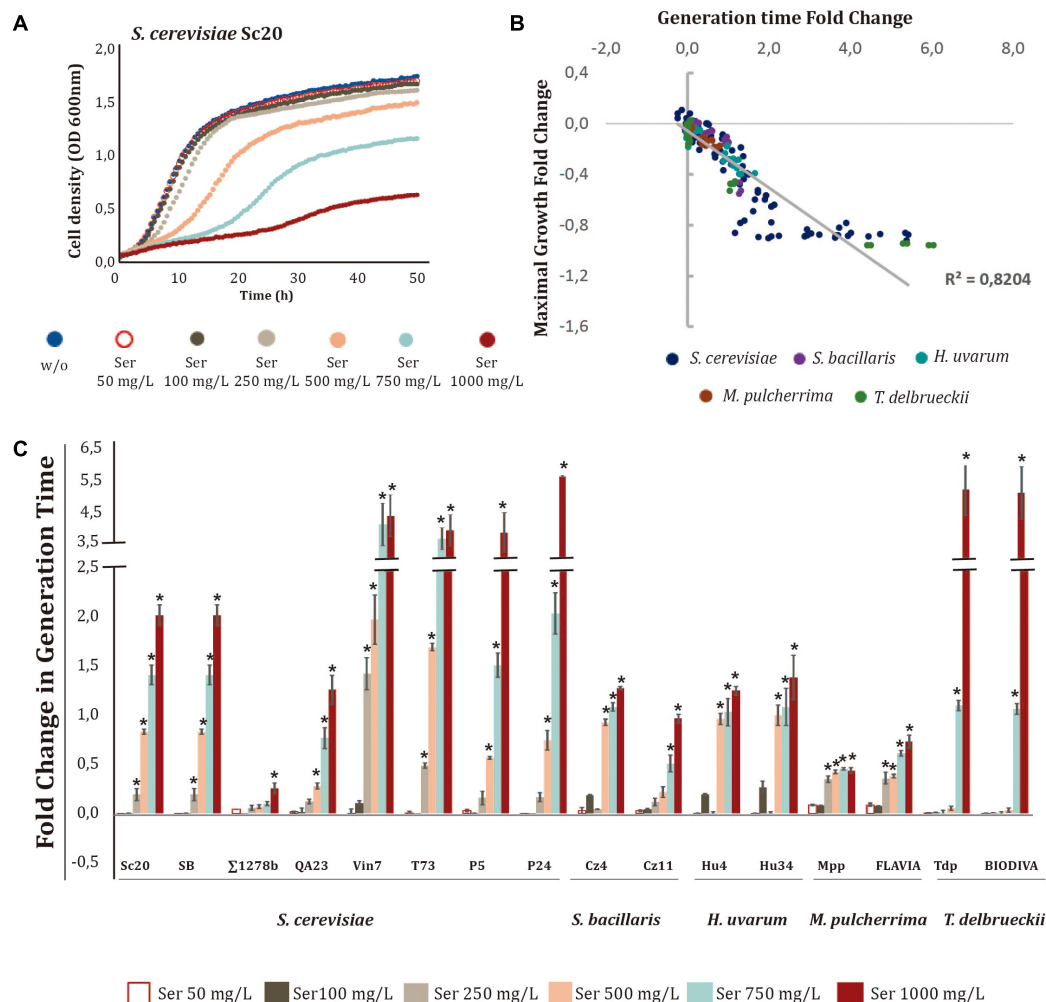 A
S. cerevisiae Sc20
Cell density (OD 600nm)
2,0
1,5
1,0
0,5
0,0
0 10 20 30 40 50
Time (h)
w/o
Ser 50 mg/L
Ser 100 mg/L
Ser 250 mg/L
Ser 500 mg/L
Ser 750 mg/L
Ser 1000 mg/L
B
Generation time Fold Change
-2,0 0,0 2,0 4,0 6,0 8,0
Maximal Growth Fold Change
0,4
0,0
-0,4
-0,8
-1,2
-1,6
R² = 0,8204
S. cerevisiae S. bacillaris H. uvarum
M. pulcherrima T. delbrueckii
C
Fold Change in Generation Time
6,5
5,5
4,5
3,5
2,5
2,0
1,5
1,0
0,5
0,0
-0,5
* * * * * * * * * * * * * * * * * * * * * * * * * * * * * * * * * * * * * * * * * * * * * * * * * * *
Sc20 SB ∑1278b QA23 Vin7 T73 P5 P24 Cz4 Cz11 Hu4 Hu34 Mpp FLAVIA Tdp BIODIVA
S. cerevisiae S. bacillaris H. uvarum M. pulcherrima T. delbrueckii
Ser 50 mg/L Ser100 mg/L Ser 250 mg/L Ser 500 mg/L Ser 750 mg/L Ser 1000 mg/L